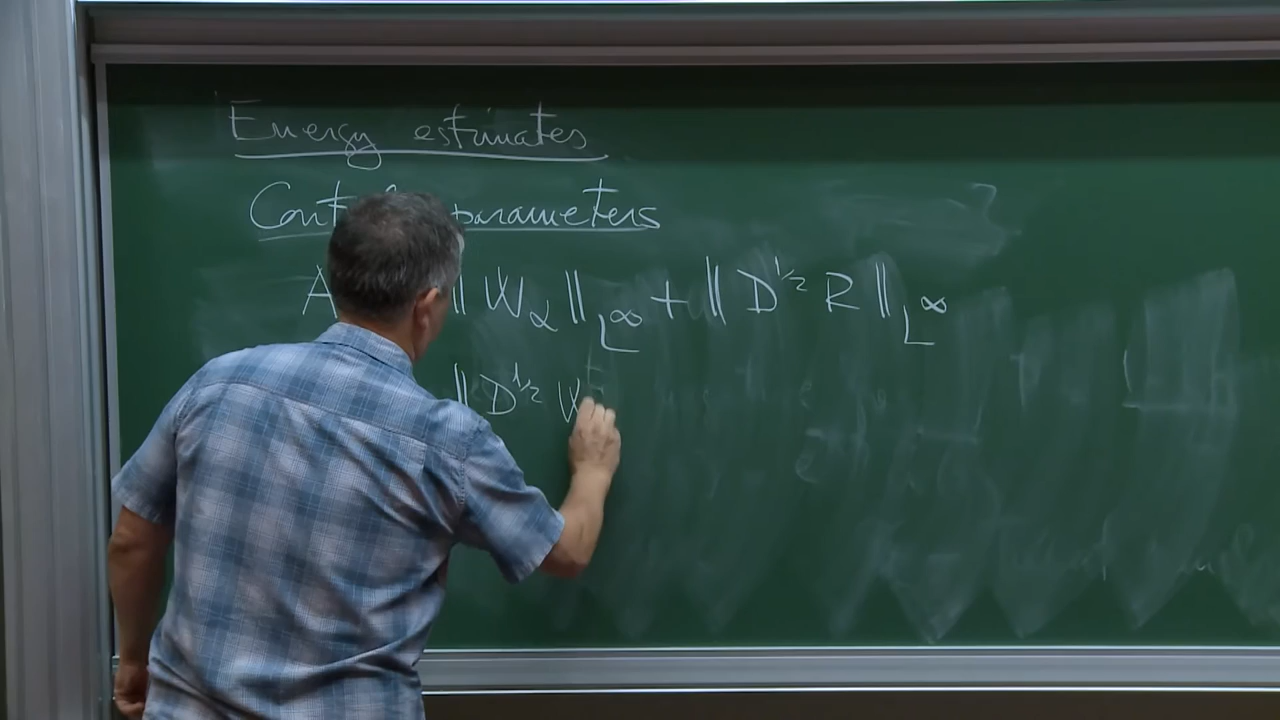 Energy estimates
Cont parameters
A ‖ W_α ‖_{L^∞} + ‖ D^{1/2} R ‖_{L^∞}
‖ D^{1/2} W